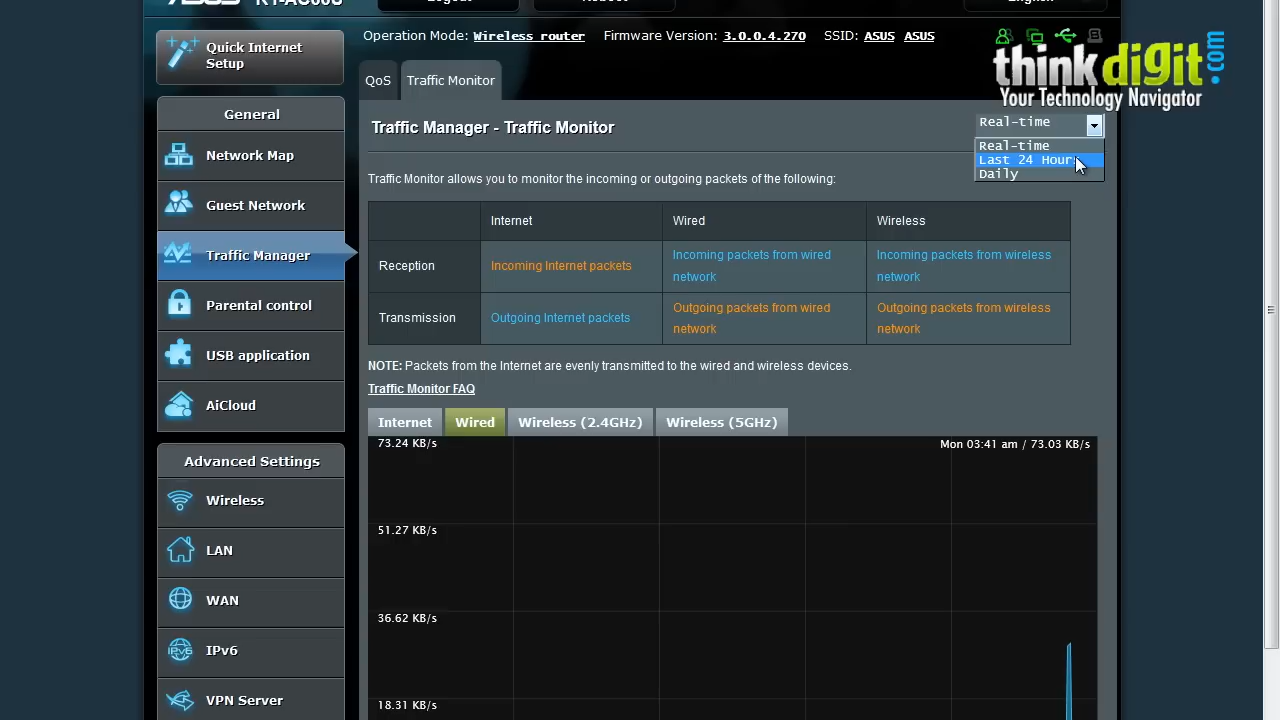 ASUS RT-AC66U Logout Reboot English
Quick Internet
Setup
Operation Mode: Wireless router Firmware Version: 3.0.0.4.270 SSID: ASUS ASUS
thinkdigit.com
Your Technology Navigator
General
Network Map
Guest Network
Traffic Manager
Parental control
USB application
AiCloud
Advanced Settings
Wireless
LAN
WAN
IPv6
VPN Server
QoS Traffic Monitor
Traffic Manager - Traffic Monitor
Real-time
Real-time
Last 24 Hours
Daily
Traffic Monitor allows you to monitor the incoming or outgoing packets of the following:
Internet Wired Wireless
Reception
Incoming Internet packets
Incoming packets from wired
network
Incoming packets from wireless
network
Transmission
Outgoing Internet packets
Outgoing packets from wired
network
Outgoing packets from wireless
network
NOTE: Packets from the Internet are evenly transmitted to the wired and wireless devices.
Traffic Monitor FAQ
Internet Wired Wireless (2.4GHz) Wireless (5GHz)
73.24 KB/s
Mon 03:41 am / 73.03 KB/s
51.27 KB/s
36.62 KB/s
18.31 KB/s